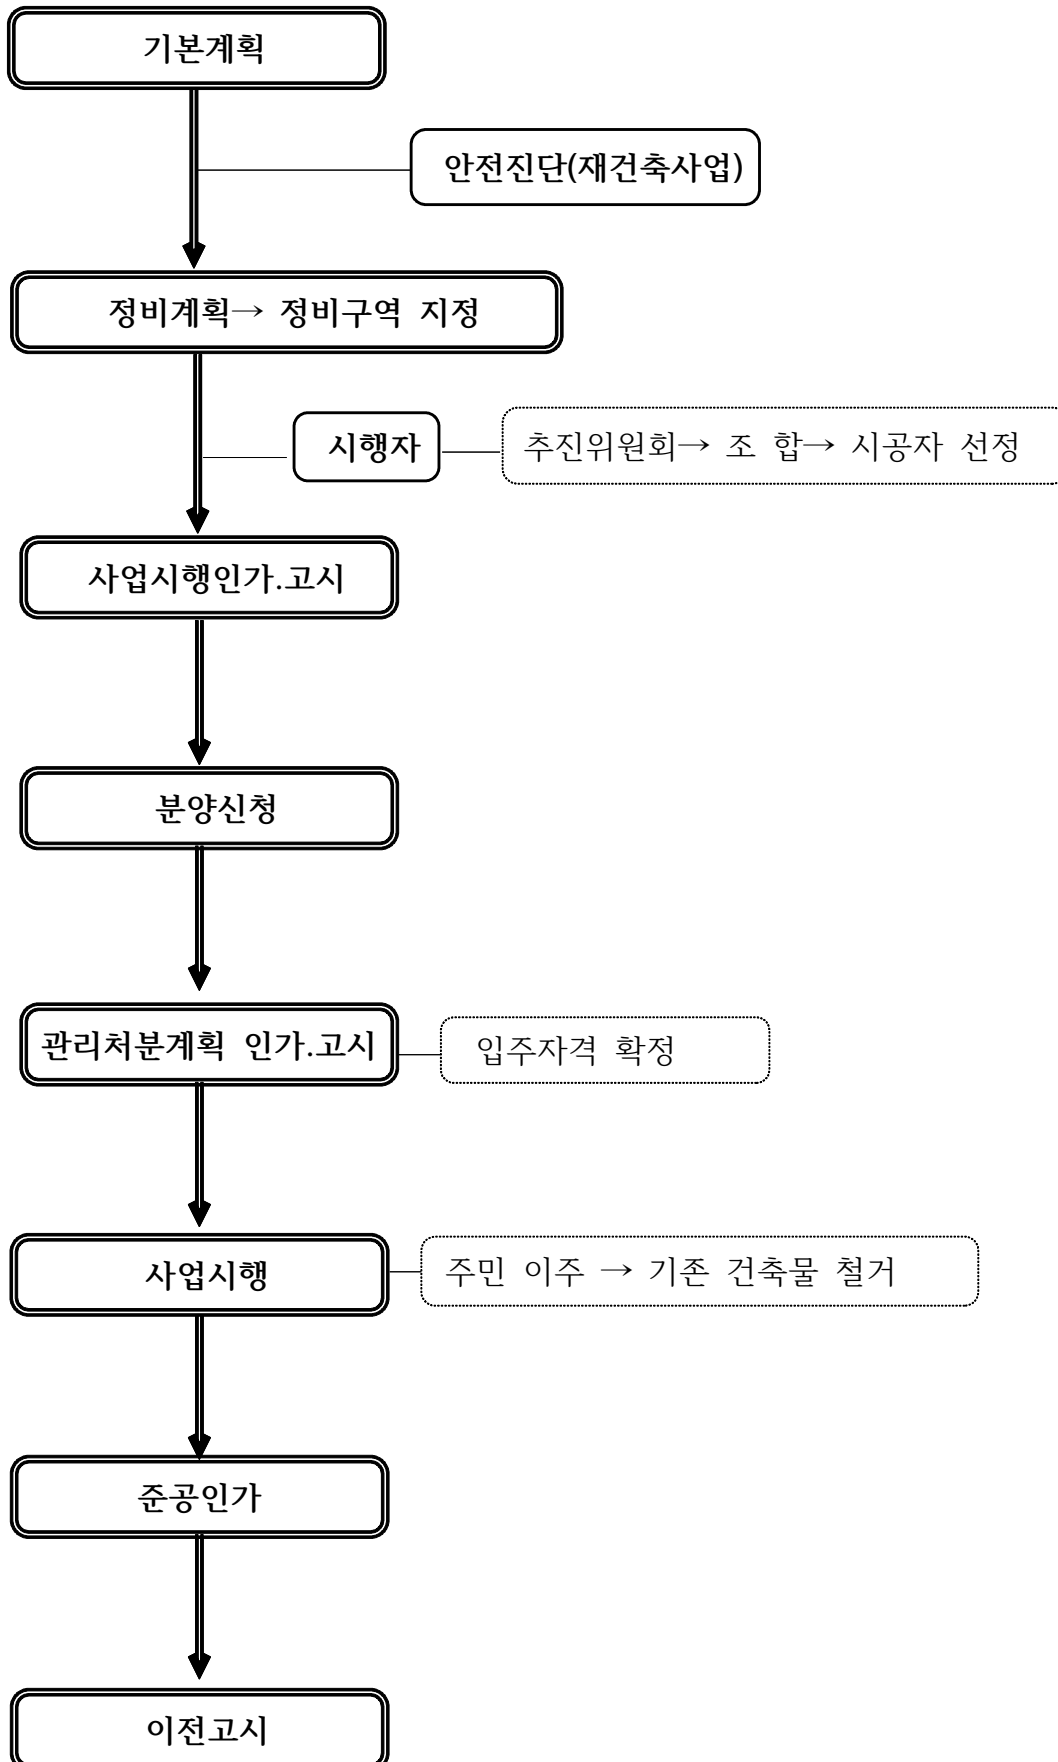 기본계획
안전진단(재건축사업)
정비계획→ 정비구역 지정
시행자
추진위원회→ 조 합→ 시공자 선정
사업시행인가.고시
분양신청
관리처분계획 인가.고시
입주자격 확정
사업시행
주민 이주 → 기존 건축물 철거
준공인가
이전고시